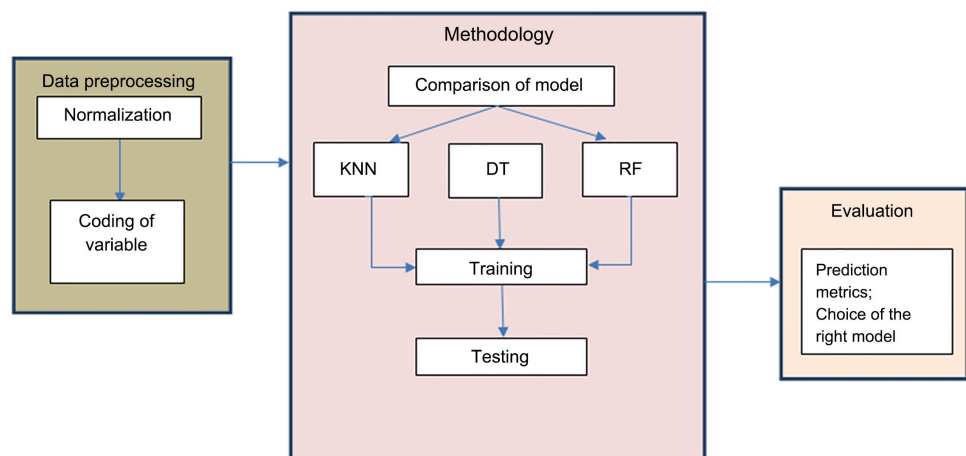 Data preprocessing
Normalization
Coding of
variable
Methodology
Comparison of model
KNN
DT
RF
Training
Testing
Evaluation
Prediction
metrics;
Choice of the
right model